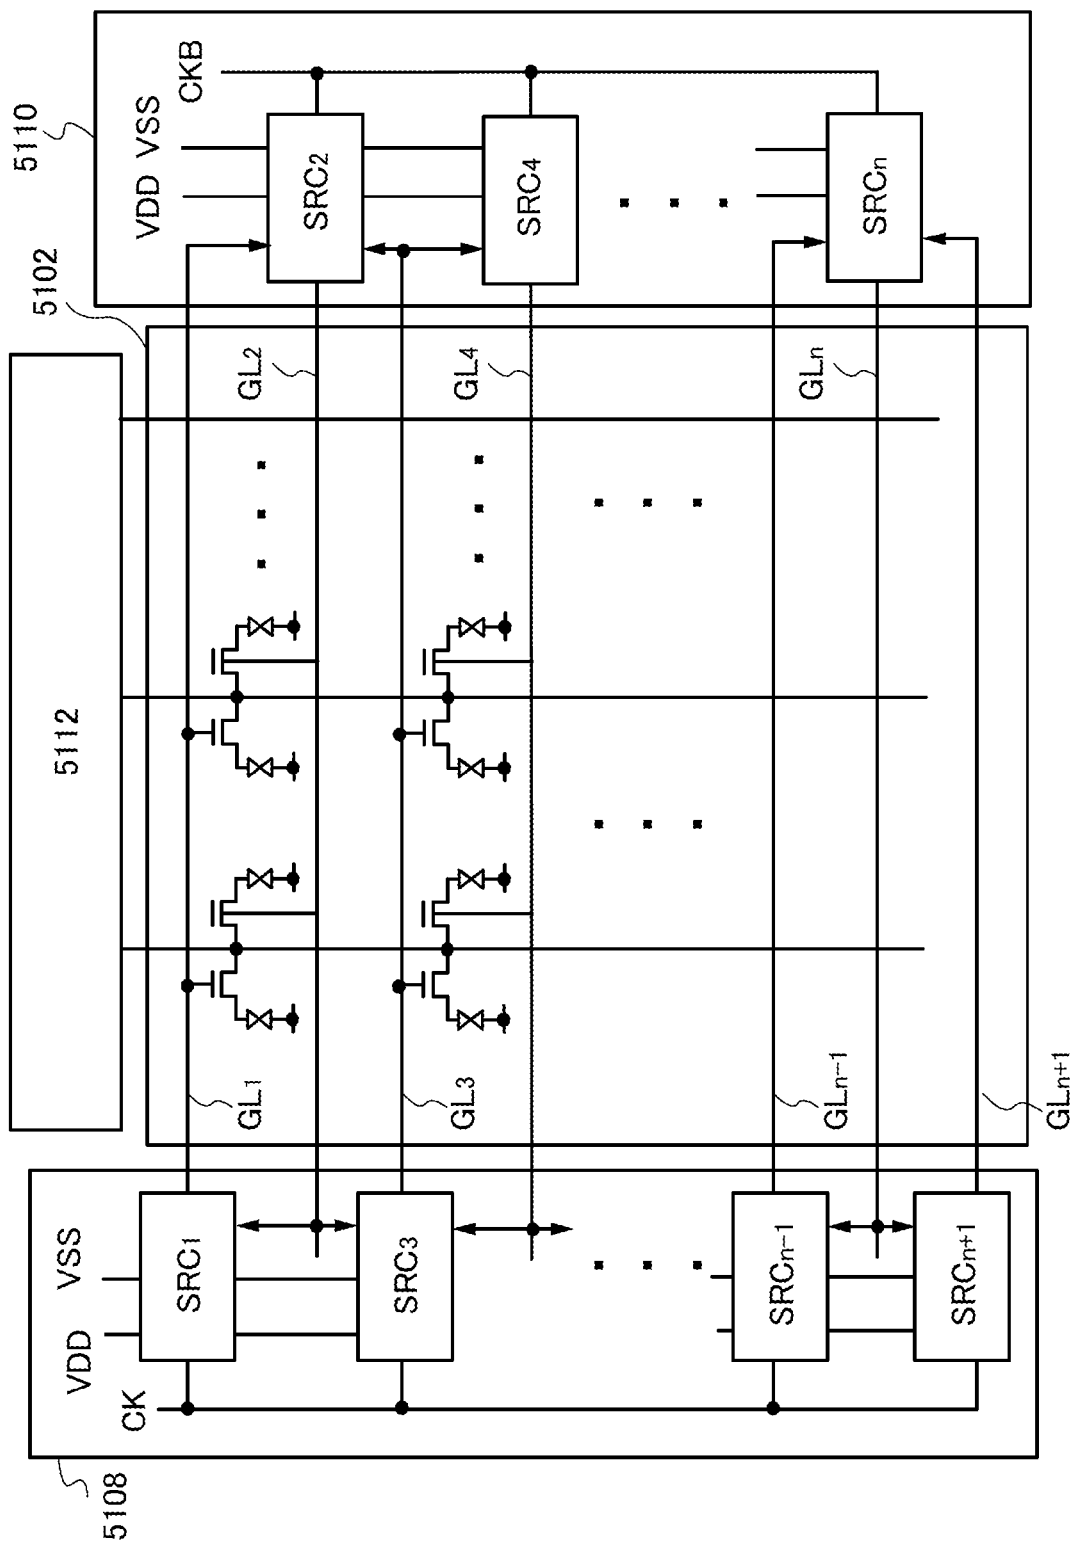 5112
5108
5102
5110
CK
VDD
VSS
VDD
VSS
CKB
SRC1
GL1
GL2
SRC2
SRC3
GL3
GL4
SRC4
SRCn-1
GLn-1
GLn
SRCn
SRCn+1
GLn+1